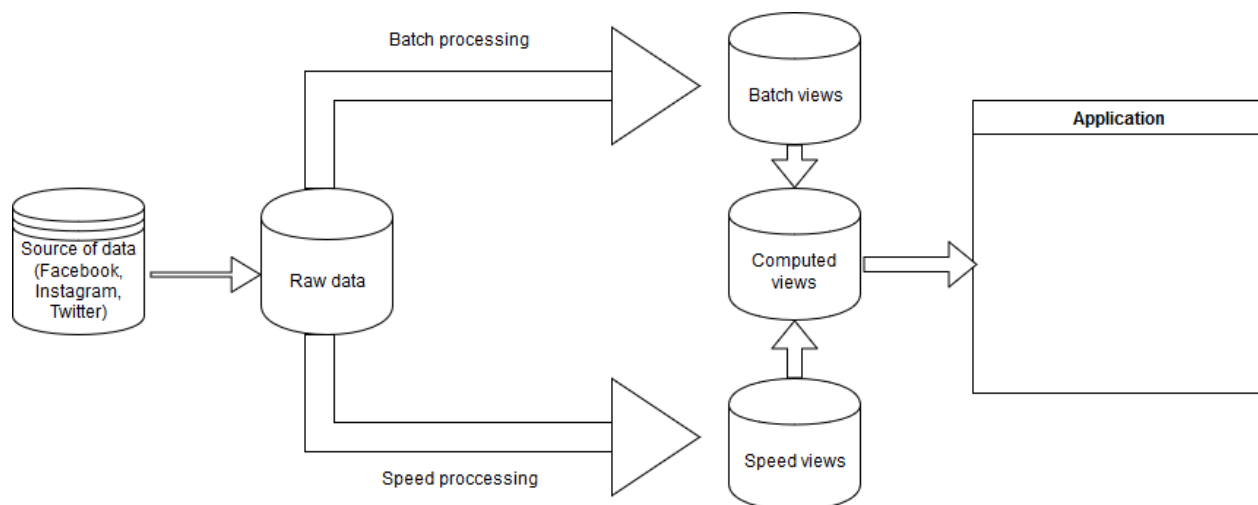 Batch processing
Batch views
Application
Source of data
(Facebook,
Instagram,
Twitter)
Raw data
Computed
views
Speed views
Speed proccessing